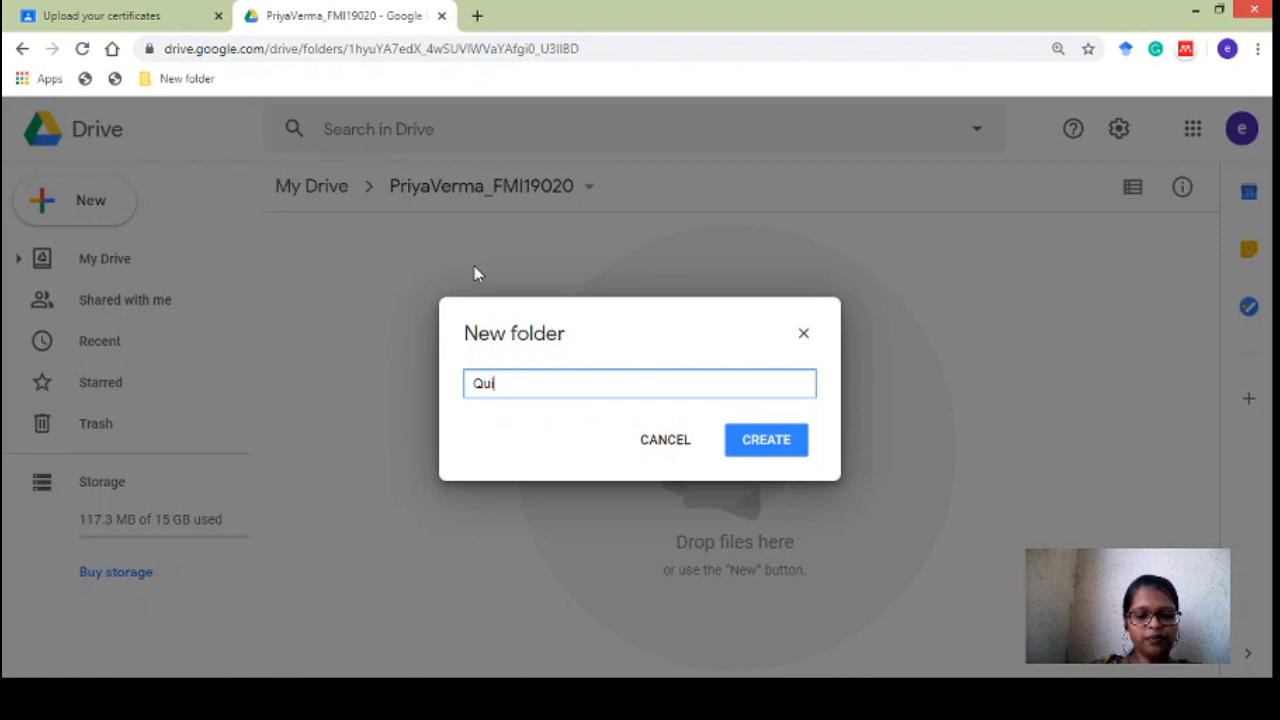 Upload your certificates
PriyaVerma_FMI19020 - Google
drive.google.com/drive/folders/1hyuYA7edX_4wSUVlWVaYAfgi0_U3lIBD
Apps
New folder
Drive
Search in Drive
e
e
New
My Drive
PriyaVerma_FMI19020
My Drive
Shared with me
Recent
Starred
Trash
Storage
117.3 MB of 15 GB used
Buy storage
New folder
Qui
CANCEL
CREATE
Drop files here
or use the "New" button.
31